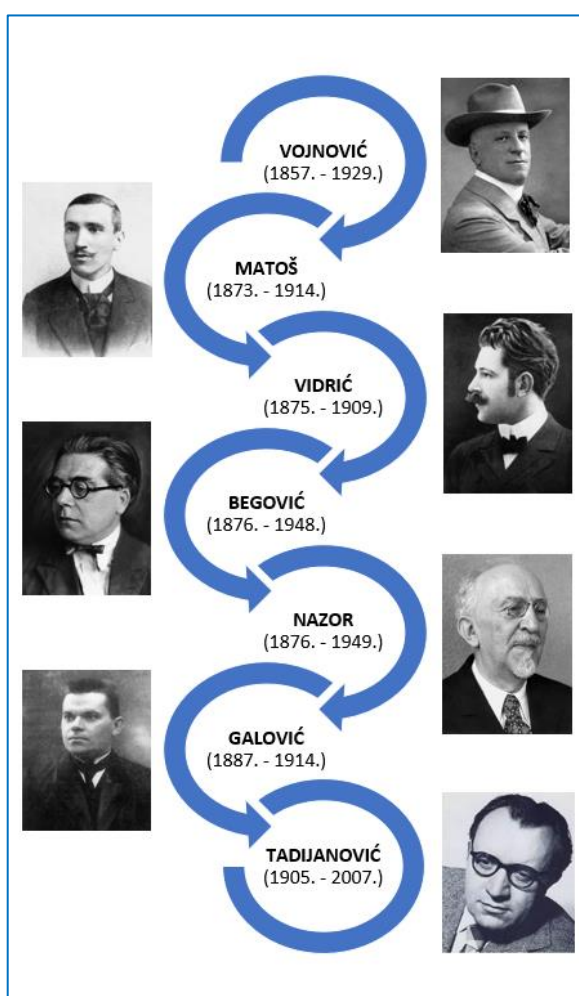 VOJNOVIĆ
(1857. - 1929.)
MATOŠ
(1873. - 1914.)
VIDRIĆ
(1875. - 1909.)
BEGOVIĆ
(1876. - 1948.)
NAZOR
(1876. - 1949.)
GALOVIĆ
(1887. - 1914.)
TADIJANOVIĆ
(1905. - 2007.)